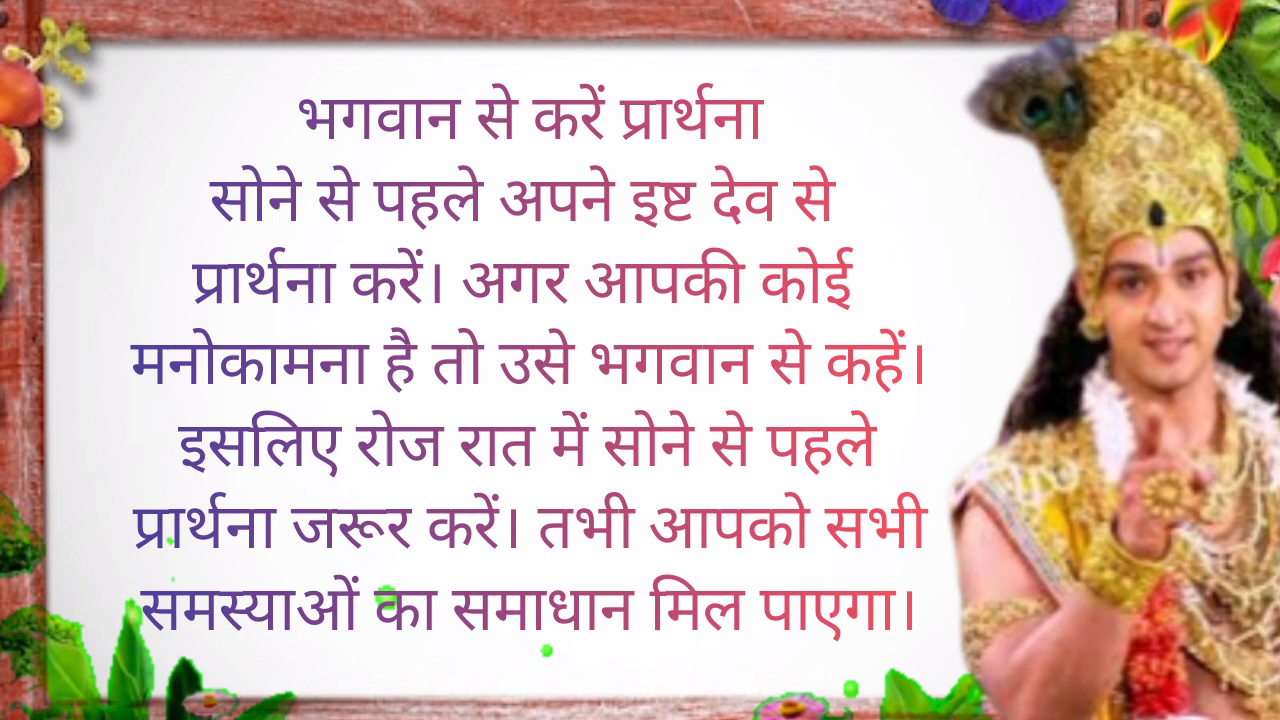 भगवान से करें प्रार्थना
सोने से पहले अपने इष्ट देव से
प्रार्थना करें। अगर आपकी कोई
मनोकामना है तो उसे भगवान से कहें।
इसलिए रोज रात में सोने से पहले
प्रार्थना जरूर करें। तभी आपको सभी
समस्याओं का समाधान मिल पाएगा।